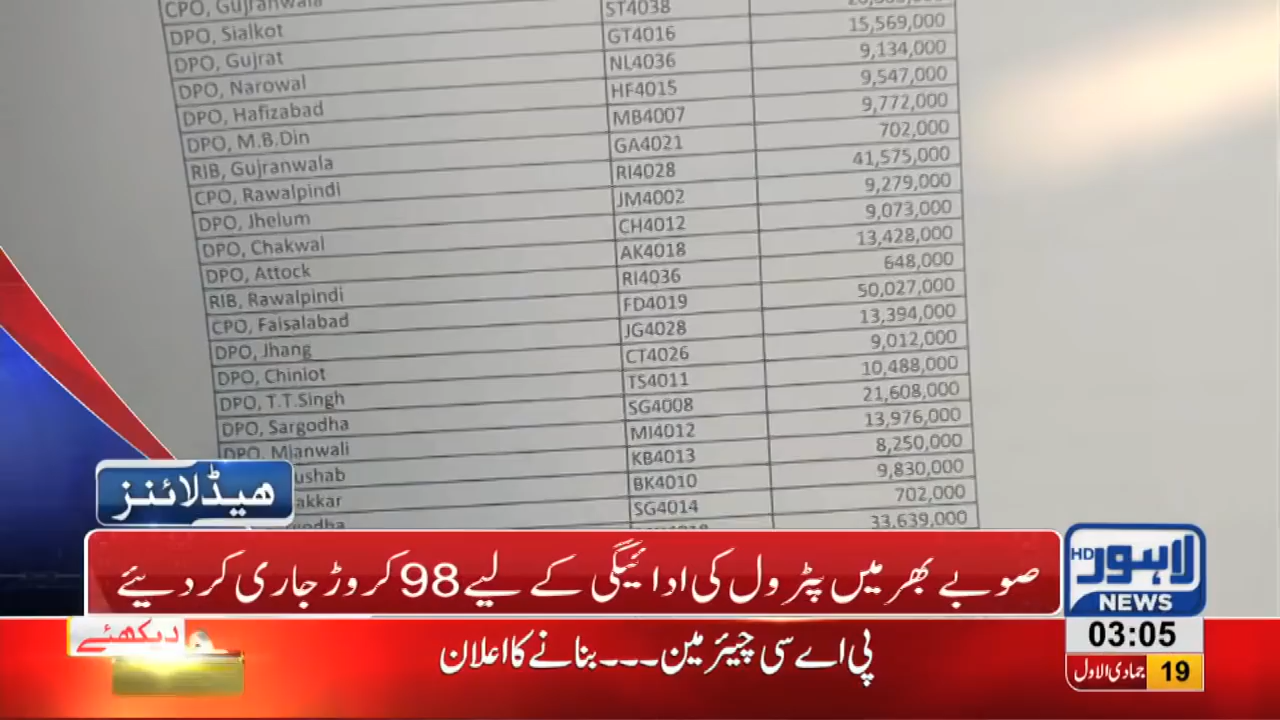 CPO, Gujranwala
DPO, Sialkot ST4038
DPO, Gujrat GT4016 15,569,000
DPO, Narowal NL4036 9,134,000
DPO, Hafizabad HF4015 9,547,000
DPO, M.B.Din MB4007 9,772,000
RIB, Gujranwala GA4021 702,000
CPO, Rawalpindi RI4028 41,575,000
DPO, Jhelum JM4002 9,279,000
DPO, Chakwal CH4012 9,073,000
DPO, Attock AK4018 13,428,000
RIB, Rawalpindi RI4036 648,000
CPO, Faisalabad FD4019 50,027,000
DPO, Jhang JG4028 13,394,000
DPO, Chiniot CT4026 9,012,000
DPO, T.T.Singh TS4011 10,488,000
DPO, Sargodha SG4008 21,608,000
DPO, Mianwali MI4012 13,976,000
ushab KB4013 8,250,000
akkar BK4010 9,830,000
SG4014 702,000
33,639,000
ہیڈلائنز
صوبے بھر میں پٹرول کی ادائیگی کے لیے 98 کروڑ جاری کر دیئے
لاہور HD
NEWS
دیکھئے
پی اے سی چیئرمین۔۔۔ بنانے کا اعلان
03:05
19 جمادی الاول